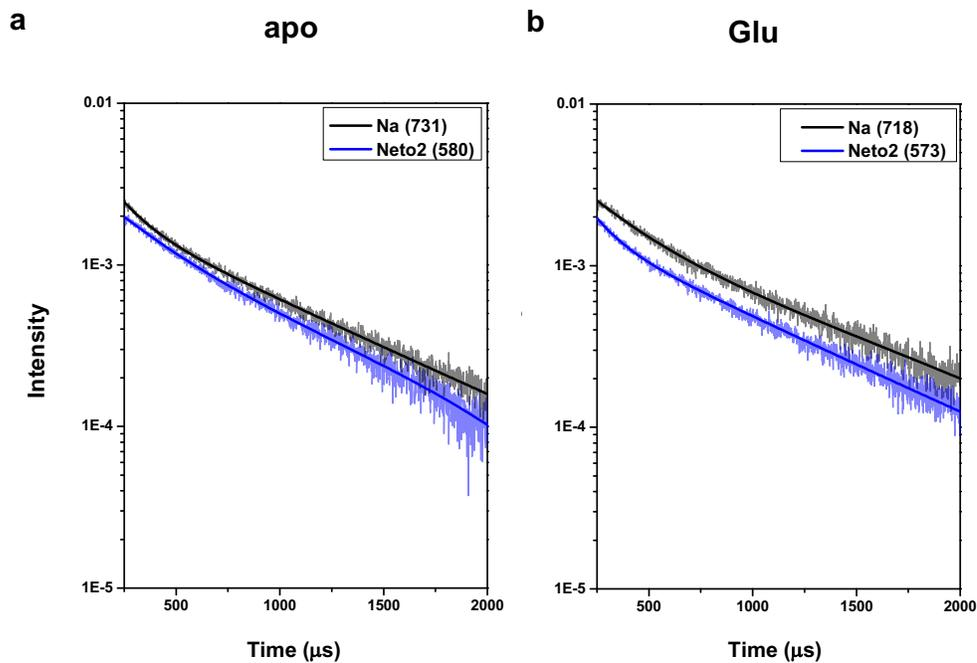 a
apo
Intensity
0.01
1E-3
1E-4
1E-5
Na (731)
Neto2 (580)
500
1000
1500
2000
Time (μs)
b
Glu
0.01
1E-3
1E-4
1E-5
Na (718)
Neto2 (573)
500
1000
1500
2000
Time (μs)